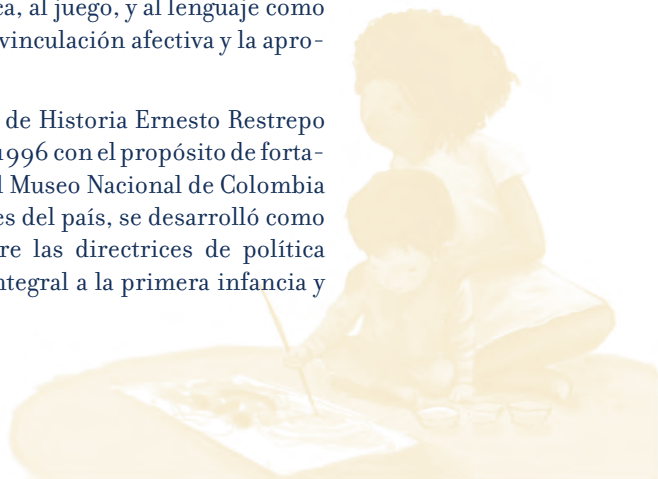 ca, al juego, y al lenguaje como
vinculación afectiva y la apro-
de Historia Ernesto Restrepo
1996 con el propósito de forta-
l Museo Nacional de Colombia
es del país, se desarrolló como
re las directrices de política
ntegral a la primera infancia y